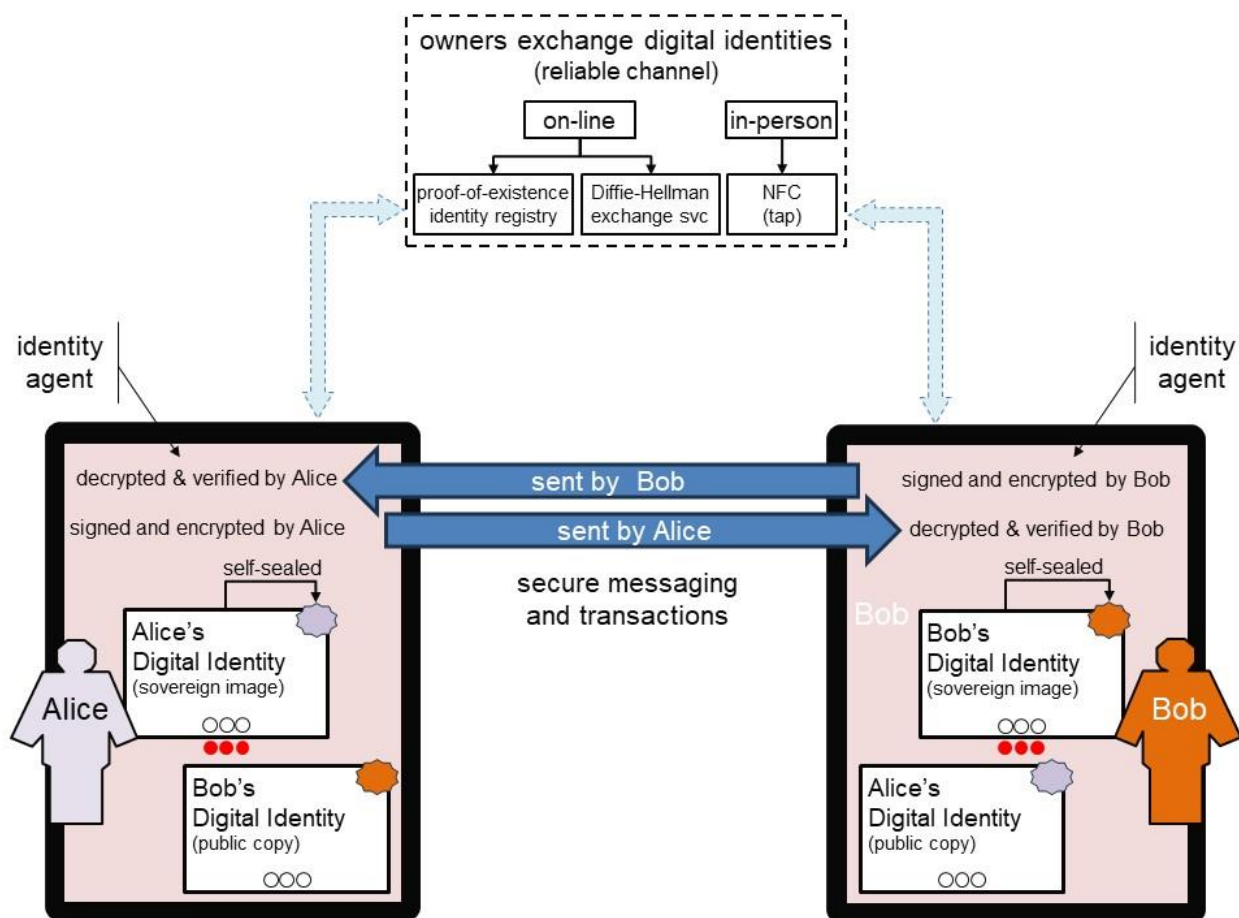 owners exchange digital identities
(reliable channel)
on-line
in-person
proof-of-existence
identity registry
Diffie-Hellman
exchange svc
NFC
(tap)
identity
agent
identity
agent
decrypted & verified by Alice
sent by Bob
signed and encrypted by Bob
signed and encrypted by Alice
sent by Alice
decrypted & verified by Bob
self-sealed
secure messaging
and transactions
self-sealed
Alice's
Digital Identity
(sovereign image)
Alice
Bob
Bob's
Digital Identity
(sovereign image)
Bob
Bob's
Digital Identity
(public copy)
Alice's
Digital Identity
(public copy)